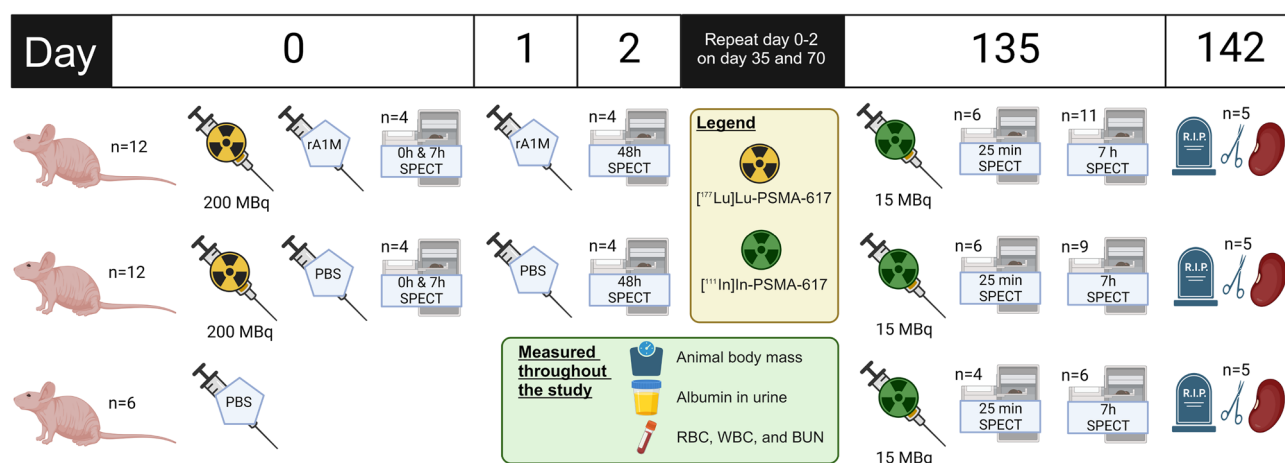 Day
0
1
2
Repeat day 0-2
on day 35 and 70
135
142
n=12
200 MBq
rA1M
n=4
0h & 7h
SPECT
rA1M
n=4
48h
SPECT
Legend
[¹⁷⁷Lu]Lu-PSMA-617
[¹¹¹In]In-PSMA-617
15 MBq
n=6
25 min
SPECT
n=11
7 h
SPECT
R.I.P.
n=5
n=12
200 MBq
PBS
n=4
0h & 7h
SPECT
PBS
n=4
48h
SPECT
15 MBq
n=6
25 min
SPECT
n=9
7h
SPECT
R.I.P.
n=5
n=6
PBS
Measured
throughout
the study
Animal body mass
Albumin in urine
RBC, WBC, and BUN
15 MBq
n=4
25 min
SPECT
n=6
7h
SPECT
R.I.P.
n=5